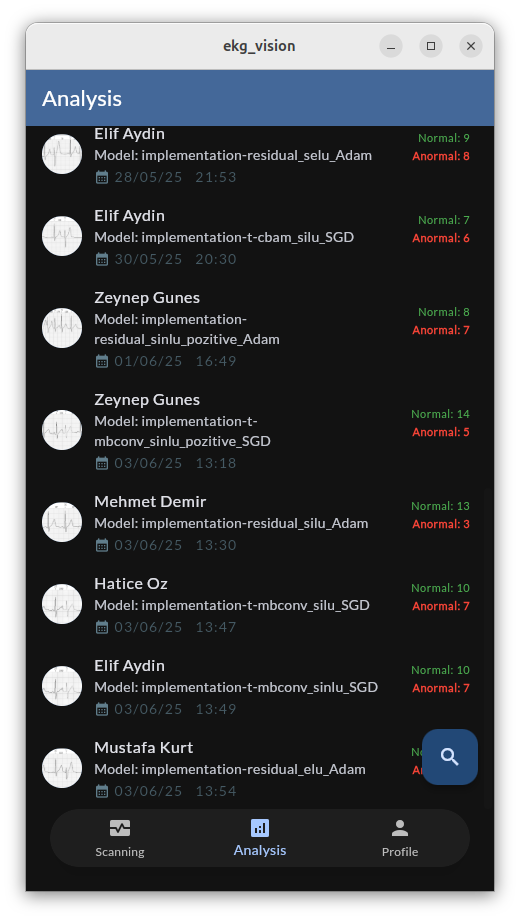 ekg_vision
Analysis
Elif Aydin
Normal: 9
Model: implementation-residual_selu_Adam
Anormal: 8
28/05/25 21:53
Elif Aydin
Normal: 7
Model: implementation-t-cbam_silu_SGD
Anormal: 6
30/05/25 20:30
Zeynep Gunes
Normal: 8
Model: implementation-
residual_sinlu_pozitive_Adam
Anormal: 7
01/06/25 16:49
Zeynep Gunes
Normal: 14
Model: implementation-t-
mbconv_sinlu_pozitive_SGD
Anormal: 5
03/06/25 13:18
Mehmet Demir
Normal: 13
Model: implementation-residual_silu_Adam
Anormal: 3
03/06/25 13:30
Hatice Oz
Normal: 10
Model: implementation-t-mbconv_silu_SGD
Anormal: 7
03/06/25 13:47
Elif Aydin
Normal: 10
Model: implementation-t-mbconv_sinlu_SGD
Anormal: 7
03/06/25 13:49
Mustafa Kurt
Model: implementation-residual_elu_Adam
03/06/25 13:54
Scanning
Analysis
Profile